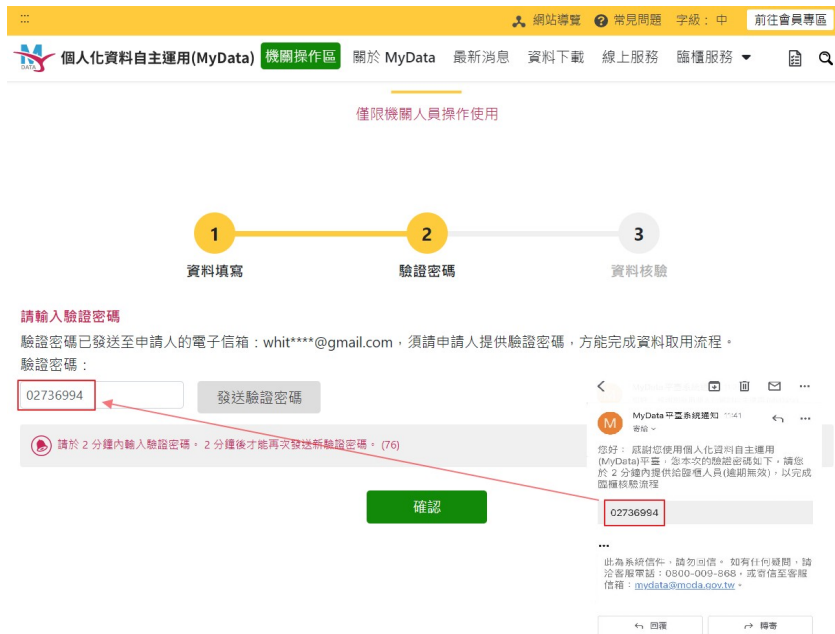 :::
網站導覽 常見問題 字級：中 前往會員專區
DATA 個人化資料自主運用(MyData) 機關操作區 關於 MyData 最新消息 資料下載 線上服務 臨櫃服務
僅限機關人員操作使用
1 2 3
資料填寫 驗證密碼 資料核驗
請輸入驗證密碼
驗證密碼已發送至申請人的電子信箱：whit****@gmail.com，須請申請人提供驗證密碼，方能完成資料取用流程。
驗證密碼：
02736994 發送驗證密碼
請於 2 分鐘內輸入驗證密碼。2 分鐘後才能再次發送新驗證密碼。 (76)
確認
M MyData 平臺系統通知 11:41
寄給
您好： 感謝您使用個人化資料自主運用
(MyData)平臺，您本次的驗證密碼如下，請您
於 2 分鐘內提供給臨櫃人員(逾期無效)，以完成
臨櫃核驗流程
02736994
•••
此為系統信件，請勿回信。如有任何疑問，請
洽客服電話：0800-009-868，或寄信至客服
信箱：mydata@moda.gov.tw。
回覆 轉寄